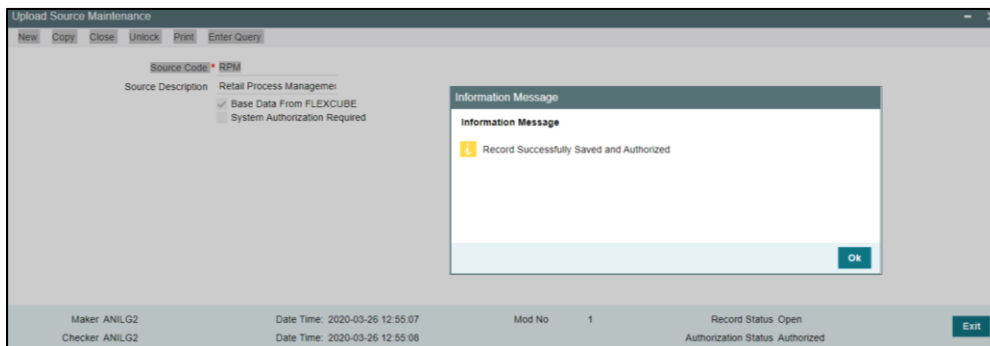 Upload Source Maintenance
New Copy Close Unlock Print Enter Query
Source Code * RPM
Source Description Retail Process Managemei
Base Data From FLEXCUBE
System Authorization Required
Information Message
Information Message
Record Successfully Saved and Authorized
Ok
Maker ANILG2 Date Time: 2020-03-26 12:55:07 Mod No 1 Record Status Open
Checker ANILG2 Date Time: 2020-03-26 12:55:08 Authorization Status Authorized
Exit